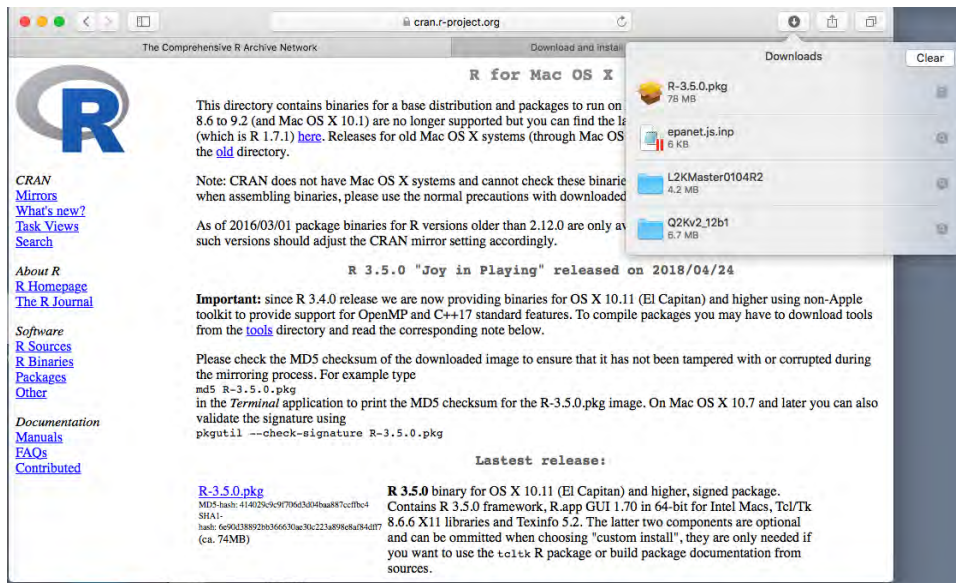 cran.r-project.org
The Comprehensive R Archive Network
Download and Instal
Downloads
Clear
R-3.5.0.pkg
78 MB
epanet.js.inp
6 KB
L2KMaster0104R2
4.2 MB
Q2Kv2_12b1
6.7 MB
R
CRAN
Mirrors
What's new?
Task Views
Search
About R
R Homepage
The R Journal
Software
R Sources
R Binaries
Packages
Other
Documentation
Manuals
FAQs
Contributed
R for Mac OS X
This directory contains binaries for a base distribution and packages to run on
8.6 to 9.2 (and Mac OS X 10.1) are no longer supported but you can find the la
(which is R 1.7.1) here. Releases for old Mac OS X systems (through Mac OS
the old directory.
Note: CRAN does not have Mac OS X systems and cannot check these binarie
when assembling binaries, please use the normal precautions with downloaded
As of 2016/03/01 package binaries for R versions older than 2.12.0 are only av
such versions should adjust the CRAN mirror setting accordingly.
R 3.5.0 "Joy in Playing" released on 2018/04/24
Important: since R 3.4.0 release we are now providing binaries for OS X 10.11 (El Capitan) and higher using non-Apple
toolkit to provide support for OpenMP and C++17 standard features. To compile packages you may have to download tools
from the tools directory and read the corresponding note below.
Please check the MD5 checksum of the downloaded image to ensure that it has not been tampered with or corrupted during
the mirroring process. For example type
md5 R-3.5.0.pkg
in the Terminal application to print the MD5 checksum for the R-3.5.0.pkg image. On Mac OS X 10.7 and later you can also
validate the signature using
pkgutil --check-signature R-3.5.0.pkg
Lastest release:
R-3.5.0.pkg
MD5-hash:
SHA1-
hash:
(ca. 74MB)
R 3.5.0 binary for OS X 10.11 (El Capitan) and higher, signed package.
Contains R 3.5.0 framework, R.app GUI 1.70 in 64-bit for Intel Macs, Tcl/Tk
8.6.6 X11 libraries and Texinfo 5.2. The latter two components are optional
and can be ommitted when choosing "custom install", they are only needed if
you want to use the tcltk R package or build package documentation from
sources.